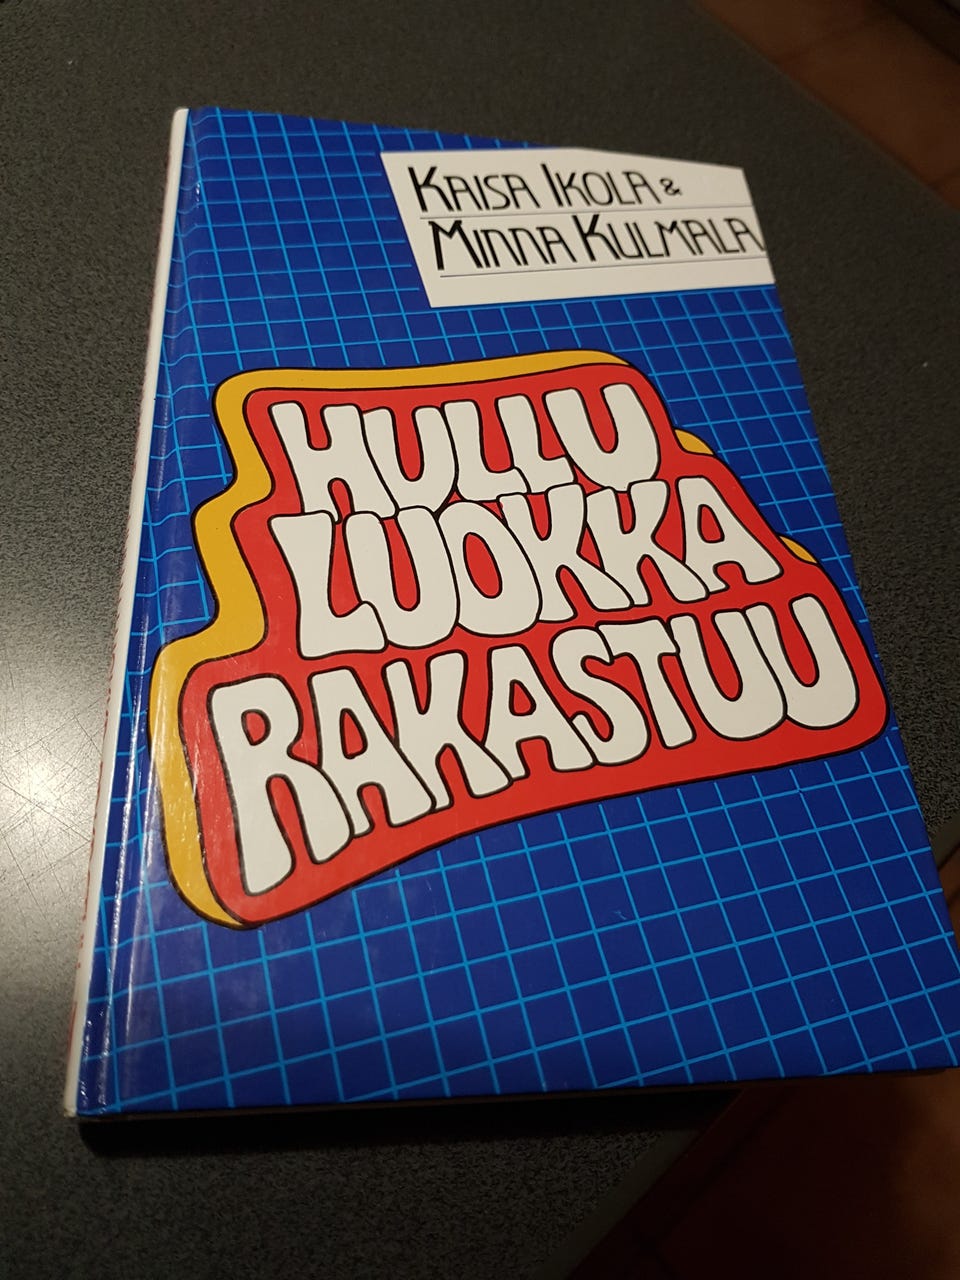 KAISA IKOLA &
MINNA KULMALA
HULLU
LUOKKA
RAKASTUU